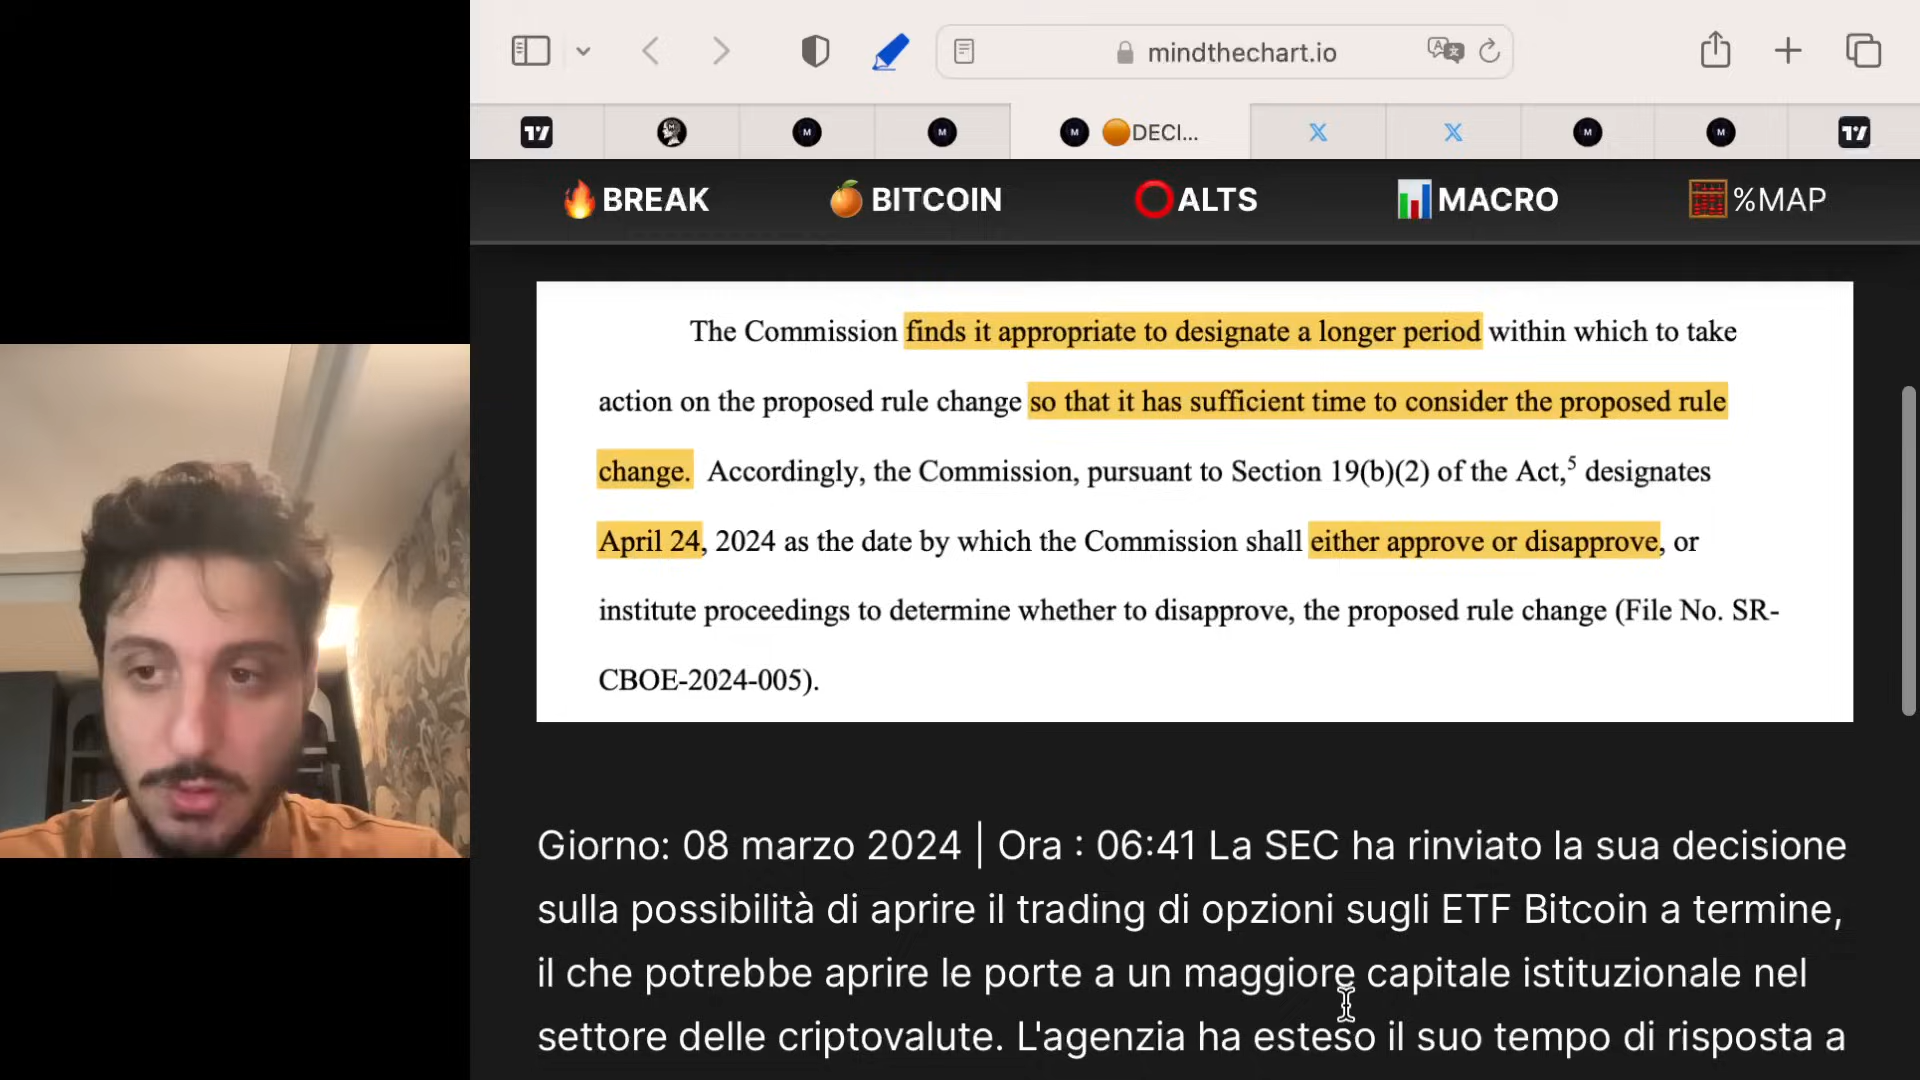 mindthechart.io
DECI...
BREAK
BITCOIN
ALTS
MACRO
%MAP
The Commission finds it appropriate to designate a longer period within which to take
action on the proposed rule change so that it has sufficient time to consider the proposed rule
change. Accordingly, the Commission, pursuant to Section 19(b)(2) of the Act,5 designates
April 24, 2024 as the date by which the Commission shall either approve or disapprove, or
institute proceedings to determine whether to disapprove, the proposed rule change (File No. SR-
CBOE-2024-005).
Giorno: 08 marzo 2024 | Ora : 06:41 La SEC ha rinviato la sua decisione
sulla possibilità di aprire il trading di opzioni sugli ETF Bitcoin a termine,
il che potrebbe aprire le porte a un maggiore capitale istituzionale nel
settore delle criptovalute. L'agenzia ha esteso il suo tempo di risposta a